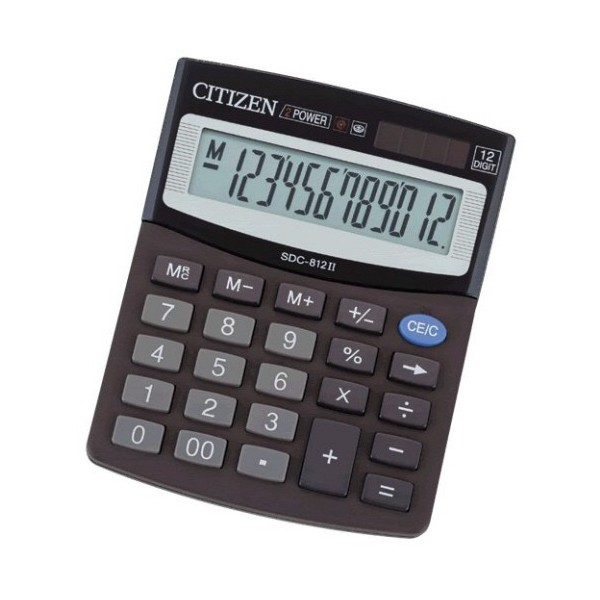 CITIZEN 2 POWER
12 DIGIT
M
-123456789012.
SDC-812II
MRC M− M+ +/− CE/C
7 8 9 % →
4 5 6 × ÷
1 2 3 + −
0 00 . =